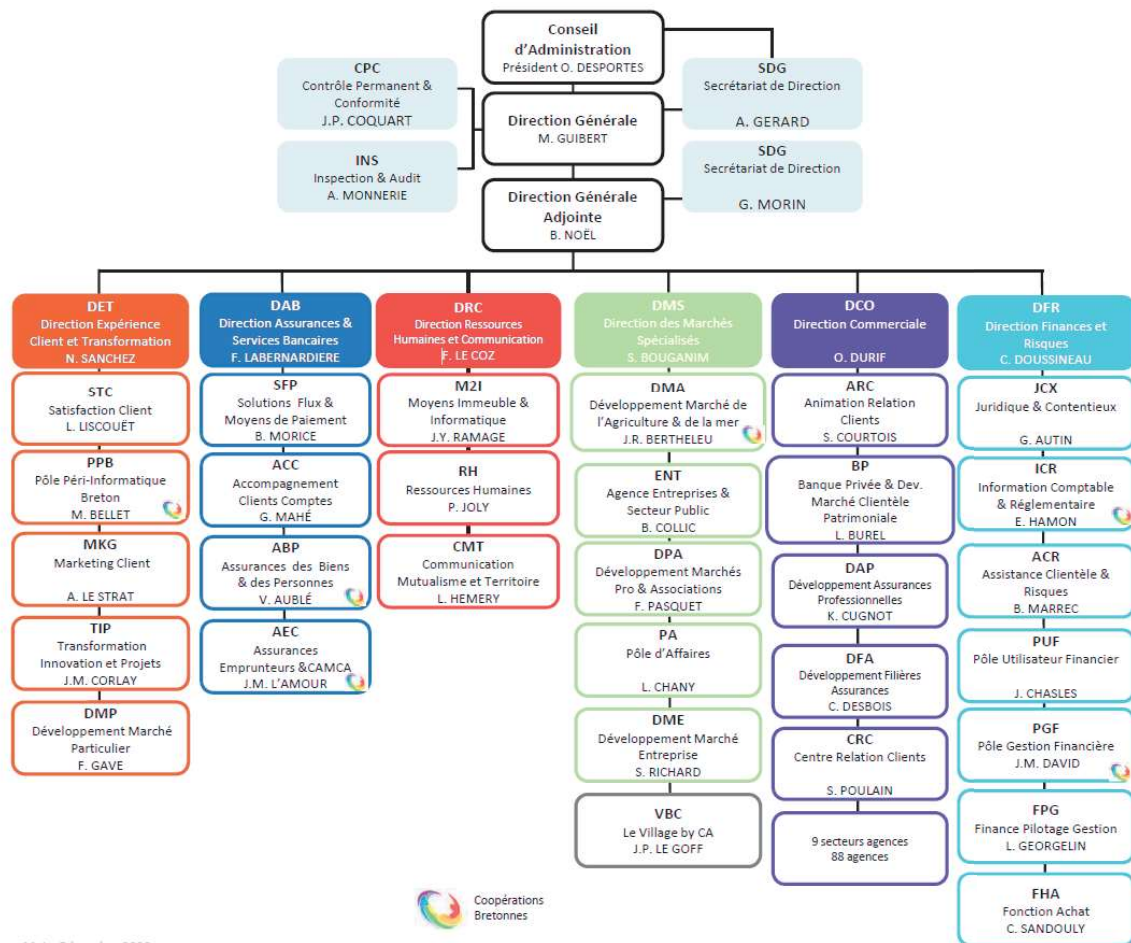 Conseil
d'Administration
Président O. DESPORTES
CPC
Contrôle Permanent &
Conformité
J.P. COQUART
SDG
Secrétariat de Direction
A. GERARD
Direction Générale
M. GUIBERT
INS
Inspection & Audit
A. MONNERIE
SDG
Secrétariat de Direction
G. MORIN
Direction Générale
Adjointe
B. NOËL
DET
Direction Expérience
Client et Transformation
N. SANCHEZ
STC
Satisfaction Client
L. LISCOUËT
PPB
Pôle Péri-Informatique
Breton
M. BELLET
MKG
Marketing Client
A. LE STRAT
TIP
Transformation
Innovation et Projets
J.M. CORLAY
DMP
Développement Marché
Particulier
F. GAVE
DAB
Direction Assurances &
Services Bancaires
F. LABERNARDIERE
SFP
Solutions Flux &
Moyens de Paiement
B. MORICE
ACC
Accompagnement
Clients Comptes
G. MAHÉ
ABP
Assurances des Biens
& des Personnes
V. AUBLÉ
AEC
Assurances
Emprunteurs &CAMCA
J.M. L'AMOUR
DRC
Direction Ressources
Humaines et Communication
F. LE COZ
M2I
Moyens Immeuble &
Informatique
J.Y. RAMAGE
RH
Ressources Humaines
P. JOLY
CMT
Communication
Mutualisme et Territoire
L. HEMERY
DMS
Direction des Marchés
Spécialisés
S. BOUGANIM
DMA
Développement Marché de
l'Agriculture & de la mer
J.R. BERTHELEU
ENT
Agence Entreprises &
Secteur Public
B. COLLIC
DPA
Développement Marchés
Pro & Associations
F. PASQUET
PA
Pôle d'Affaires
L. CHANY
DME
Développement Marché
Entreprise
S. RICHARD
VBC
Le Village by CA
J.P. LE GOFF
DCO
Direction Commerciale
O. DURIF
ARC
Animation Relation
Clients
S. COURTOIS
BP
Banque Privée & Dev.
Marché Clientèle
Patrimoniale
L. BUREL
DAP
Développement Assurances
Professionnelles
K. CUGNOT
DFA
Développement Filières
Assurances
C. DESBOIS
CRC
Centre Relation Clients
S. POULAIN
9 secteurs agences
88 agences
DFR
Direction Finances et
Risques
C. DOUSSINEAU
JCX
Juridique & Contentieux
G. AUTIN
ICR
Information Comptable
& Réglementaire
E. HAMON
ACR
Assistance Clientèle &
Risques
B. MARREC
PUF
Pôle Utilisateur Financier
J. CHASLES
PGF
Pôle Gestion Financière
J.M. DAVID
FPG
Finance Pilotage Gestion
L. GEORGELIN
FHA
Fonction Achat
C. SANDOULY
Coopérations
Bretonnes